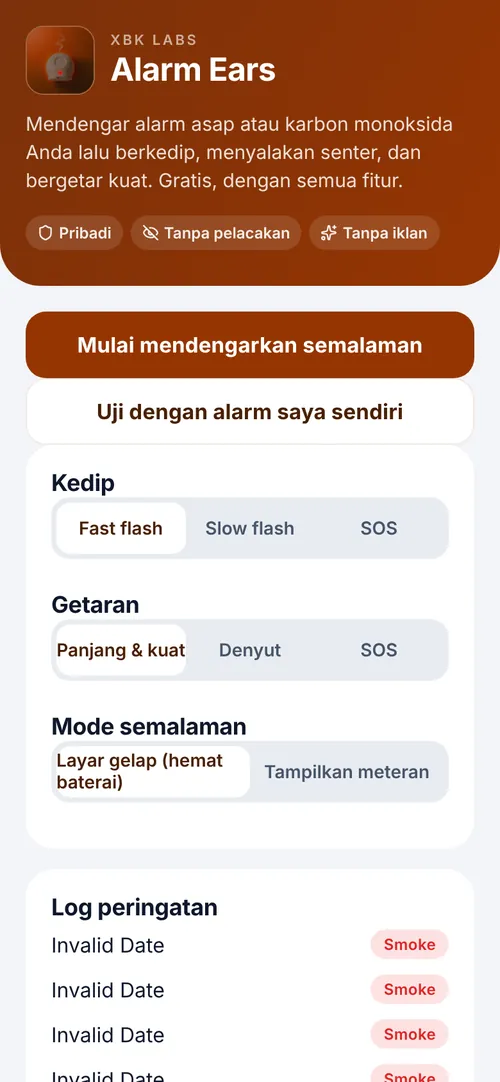 XBK LABS
Alarm Ears
Mendengar alarm asap atau karbon monoksida
Anda lalu berkedip, menyalakan senter, dan
bergetar kuat. Gratis, dengan semua fitur.
Pribadi
Tanpa pelacakan
Tanpa iklan
Mulai mendengarkan semalaman
Uji dengan alarm saya sendiri
Kedip
Fast flash
Slow flash
SOS
Getaran
Panjang & kuat
Denyut
SOS
Mode semalaman
Layar gelap (hemat
baterai)
Tampilkan meteran
Log peringatan
Invalid Date
Smoke
Invalid Date
Smoke
Invalid Date
Smoke
Invalid Date
Smoke